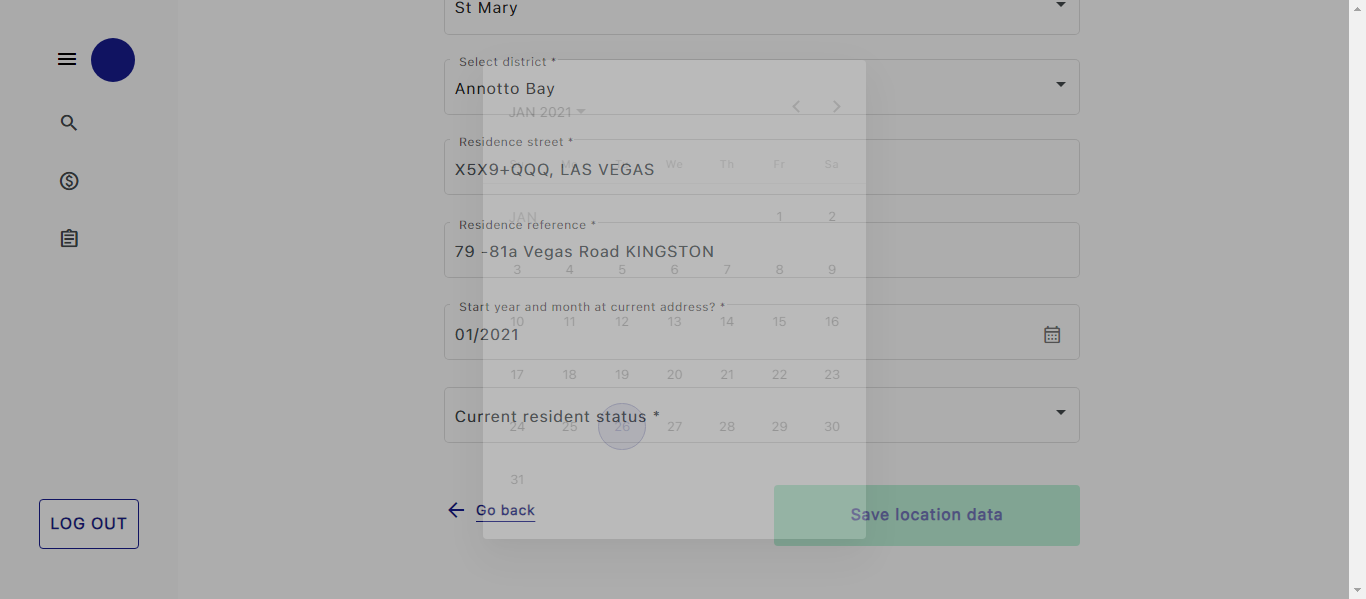 St Mary
Select district *
Annotto Bay
JAN 2021
Residence street *
Su Mo Tu We Th Fr Sa
X5X9+QQQ, LAS VEGAS
JAN 1 2
Residence reference *
79 -81a Vegas Road KINGSTON
3 4 5 6 7 8 9
Start year and month at current address? *
10 11 12 13 14 15 16
01/2021
17 18 19 20 21 22 23
Current resident status *
24 25 26 27 28 29 30
31
Go back
Save location data
LOG OUT